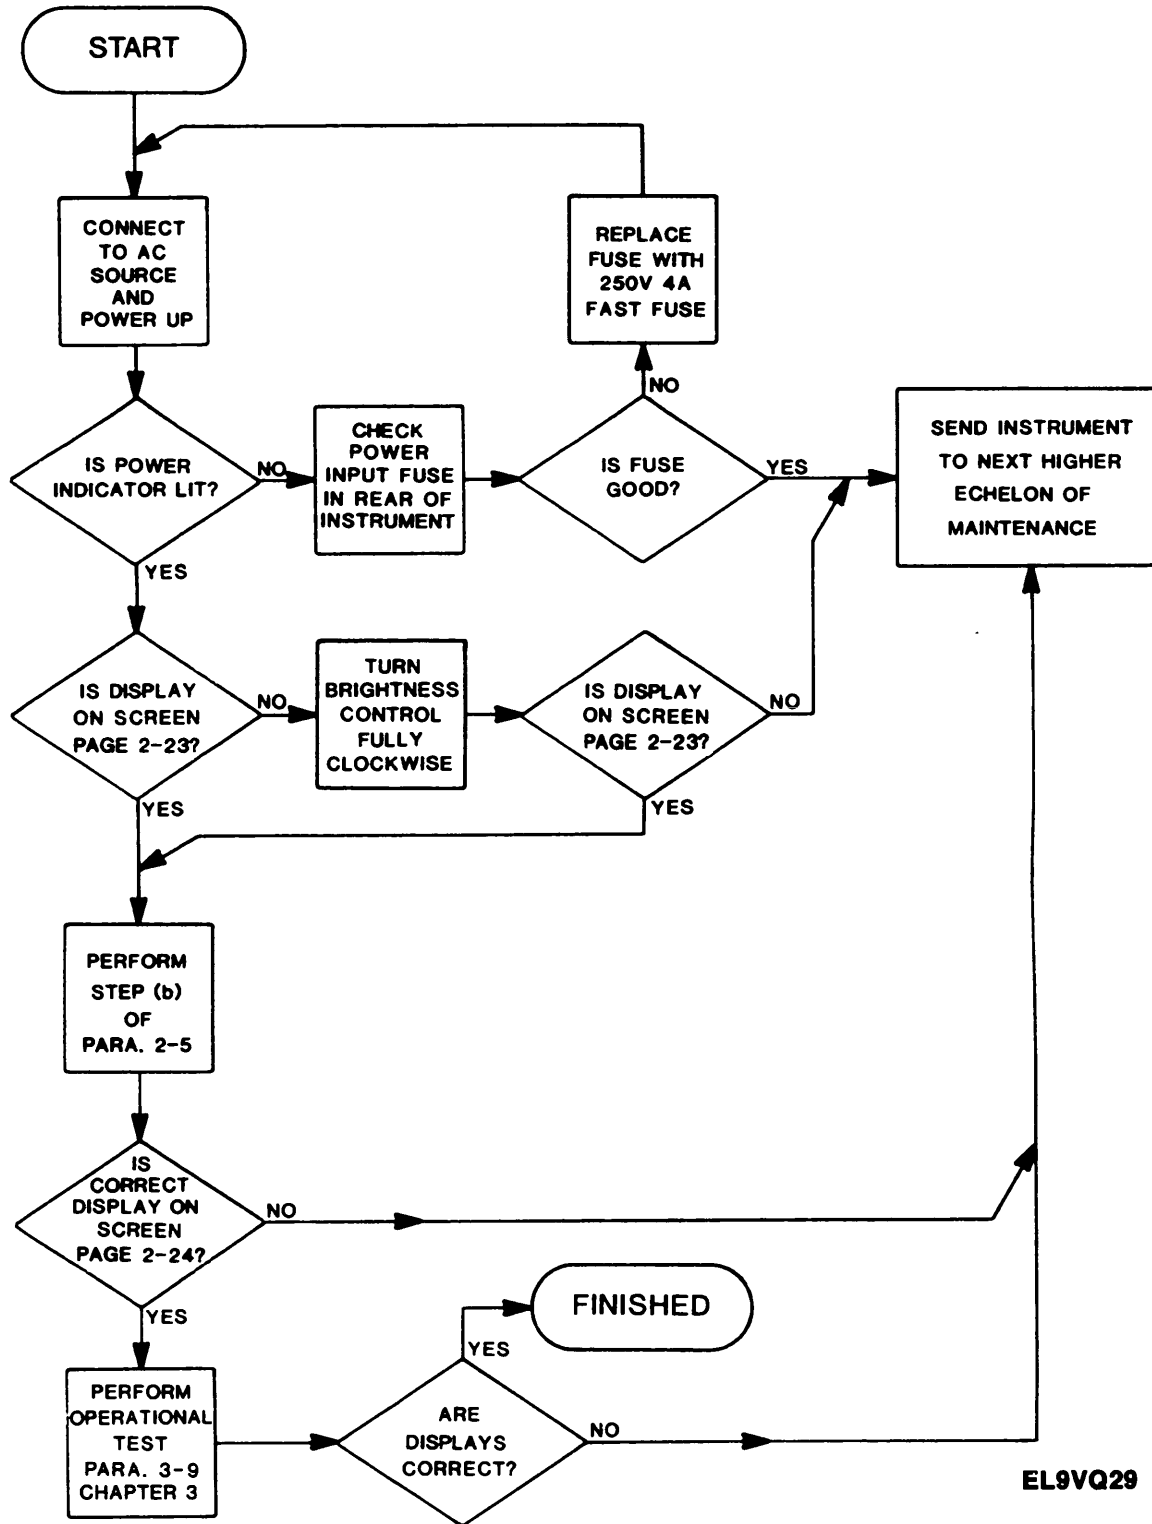 START
CONNECT
TO AC
SOURCE
AND
POWER UP
REPLACE
FUSE WITH
250V 4A
FAST FUSE
NO
IS POWER
INDICATOR LIT?
NO
CHECK
POWER
INPUT FUSE
IN REAR OF
INSTRUMENT
IS FUSE
GOOD?
YES
SEND INSTRUMENT
TO NEXT HIGHER
ECHELON OF
MAINTENANCE
YES
IS DISPLAY
ON SCREEN
PAGE 2-23?
NO
TURN
BRIGHTNESS
CONTROL
FULLY
CLOCKWISE
IS DISPLAY
ON SCREEN
PAGE 2-23?
NO
YES
YES
PERFORM
STEP (b)
OF
PARA. 2-5
IS
CORRECT
DISPLAY ON
SCREEN
PAGE 2-24?
NO
YES
FINISHED
YES
PERFORM
OPERATIONAL
TEST
PARA. 3-9
CHAPTER 3
ARE
DISPLAYS
CORRECT?
NO
EL9VQ29